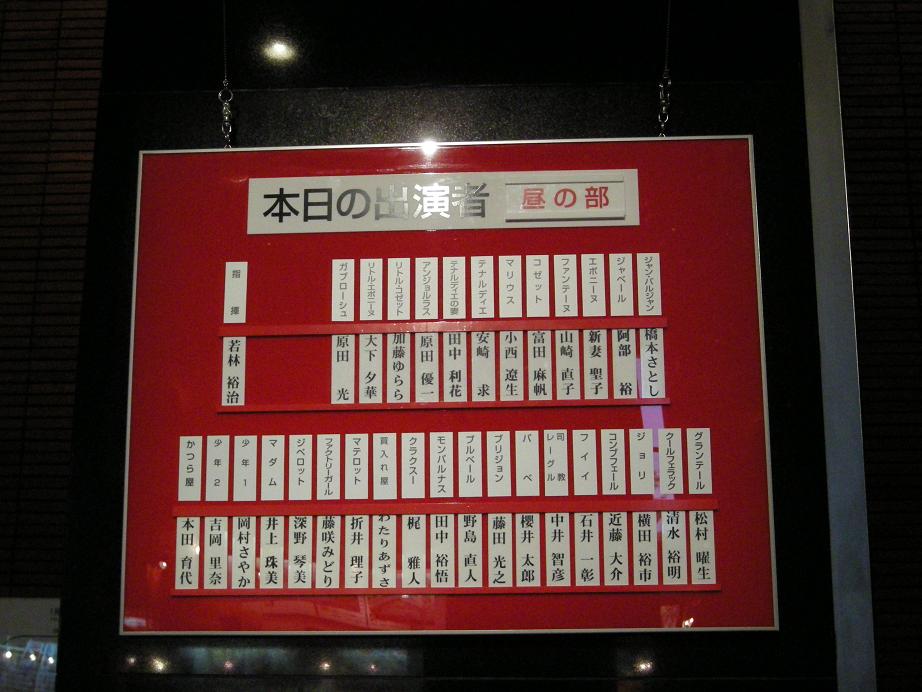 本日の出演者 昼の部
ジャン・バルジャン 橋本さとし
ジャベール 阿部 裕
エポニーヌ 新妻聖子
ファンテーヌ 山崎直子
コゼット 富田麻帆
マリウス 小西遼生
テナルディエ 安崎 求
テナルディエの妻 田中利花
アンジョルラス 原田優一
リトル・コゼット 加藤ゆらら
リトル・エポニーヌ 大下夕華
ガブローシュ 原田 光
指揮 若林裕治
グランテール 松村曜生
クールフェラック 清水裕明
ジョリ 横田裕市
コンブフェール 近藤大介
フイイ 石井一彰
司教 レーグル 中井智彦
バベ 櫻井太郎
ブリジョン 藤田光之
プルベール 野島直人
モンパルナス 田中裕悟
クラクスー 梶 雅人
買入れ屋 わたりあずさ
マテロット 折井理子
ファクトリーガール 藤咲みどり
ジベロット 深野琴美
マダム 井上珠美
少年1 岡村さやか
少年2 吉岡里奈
かつら屋 本田育代